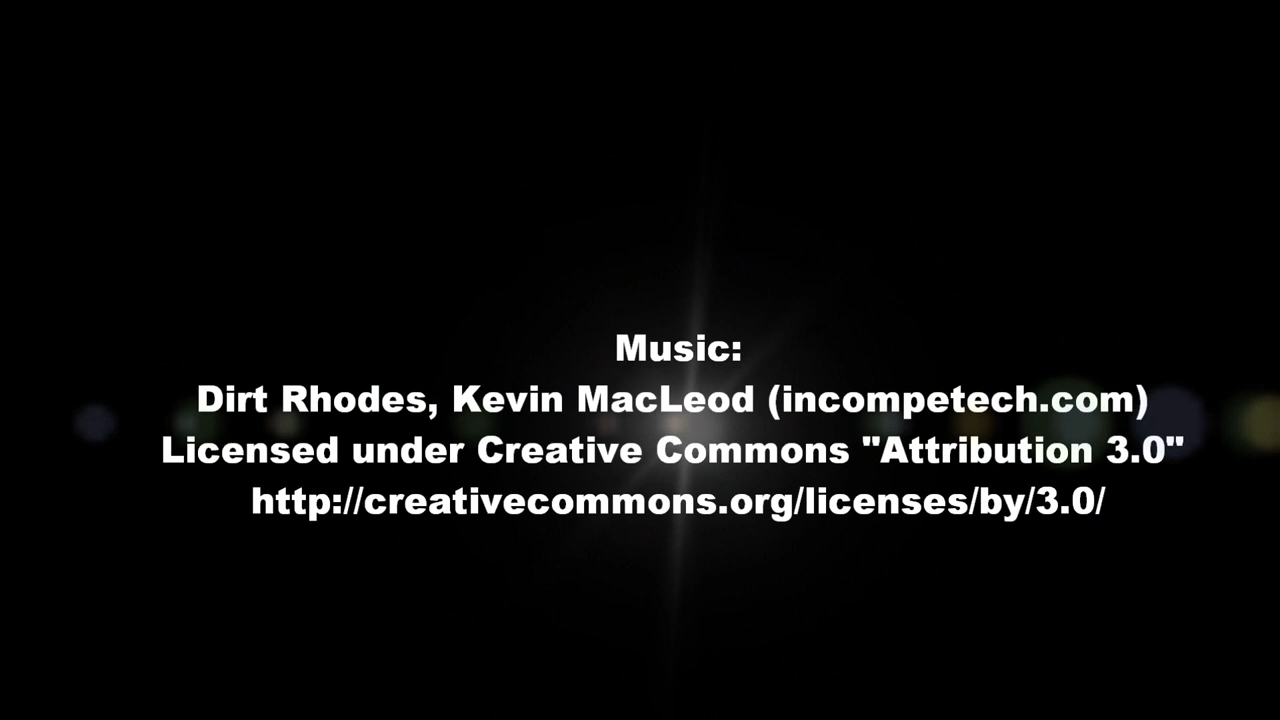 Music:
Dirt Rhodes, Kevin MacLeod (incompetech.com)
Licensed under Creative Commons "Attribution 3.0"
http://creativecommons.org/licenses/by/3.0/